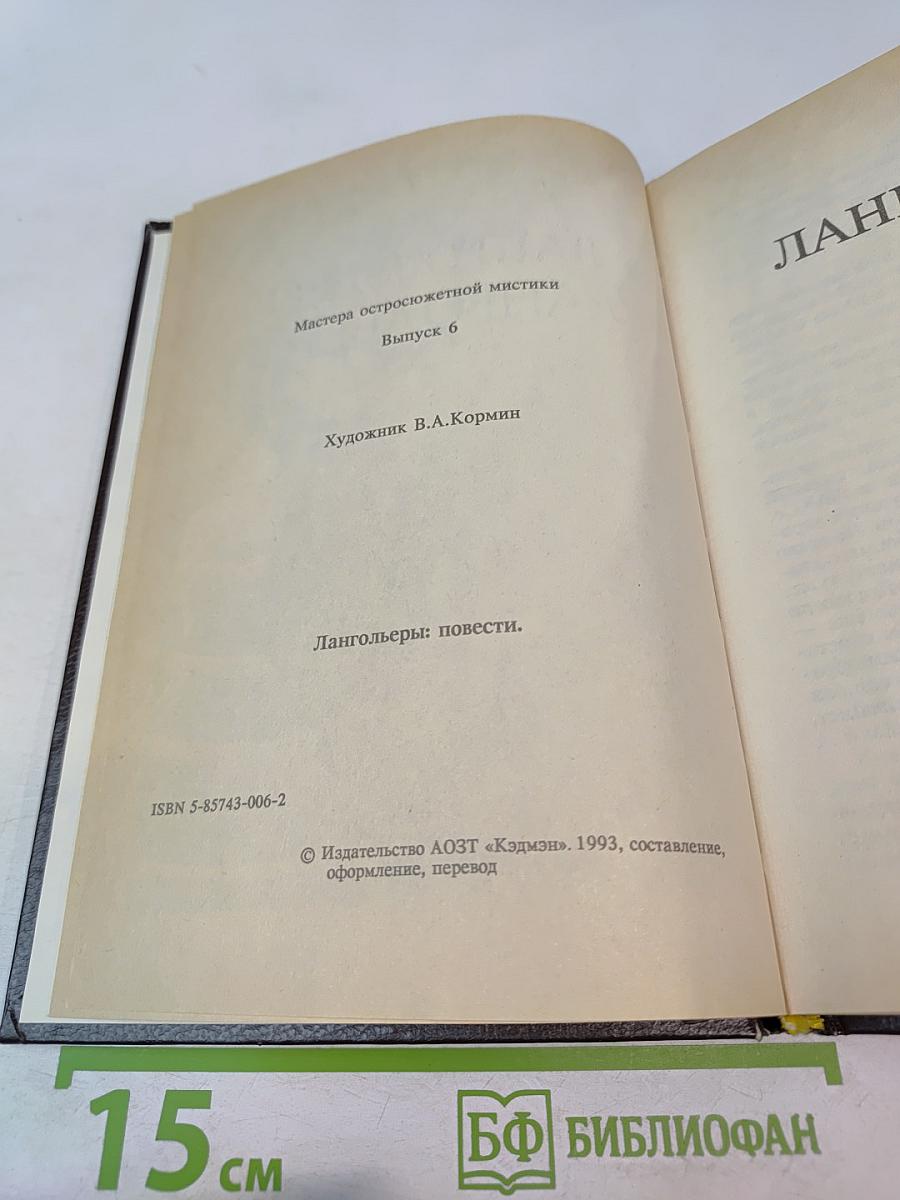 Мастера остросюжетной мистики
Выпуск 6
Художник В.А.Кормин
Лангольеры: повести.
ISBN 5-85743-006-2
© Издательство АОЗТ «Кэдмэн». 1993, составление,
оформление, перевод
ЛАН
15 см
БФ БИБЛИОФАН